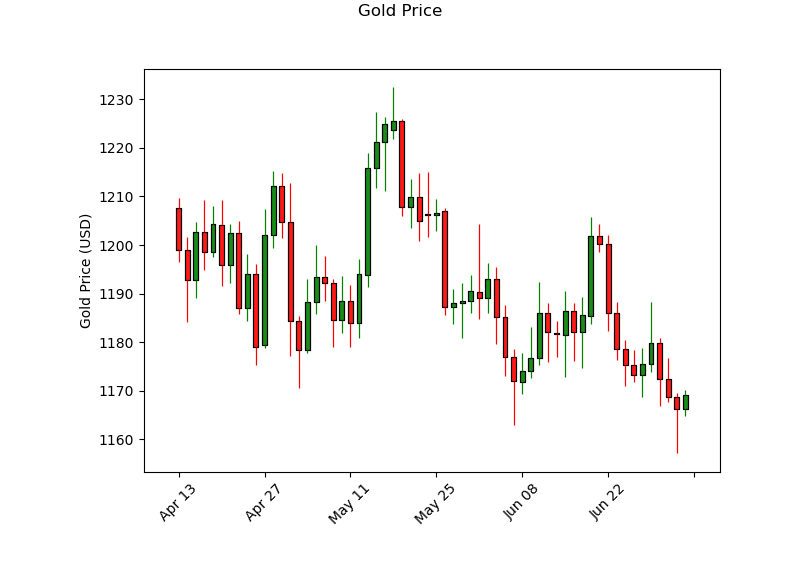 Gold Price
Gold Price (USD)
1230
1220
1210
1200
1190
1180
1170
1160
Apr 13
Apr 27
May 11
May 25
Jun 08
Jun 22